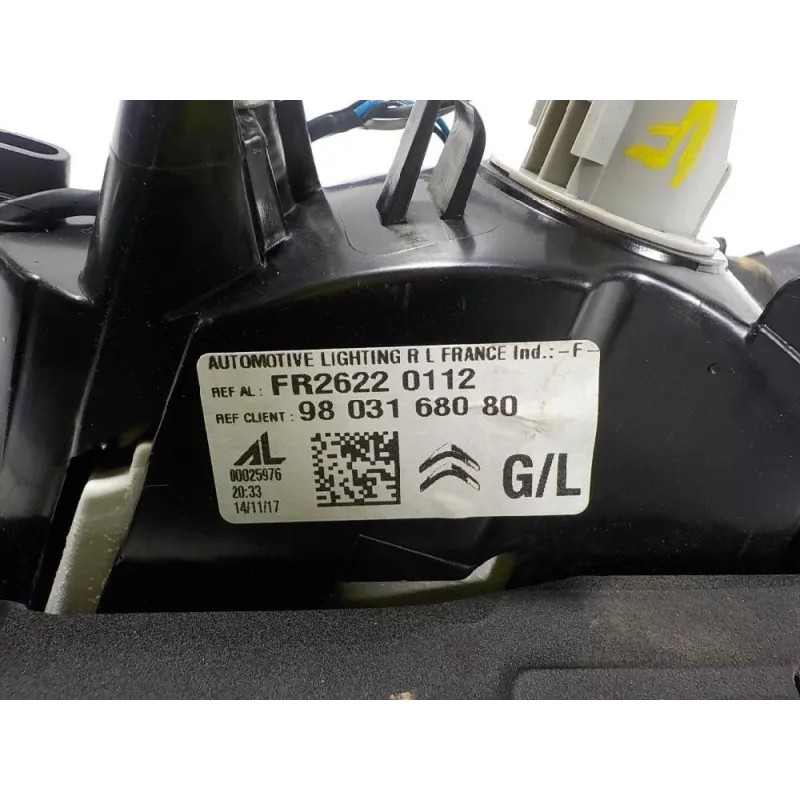 AUTOMOTIVE LIGHTING R L FRANCE Ind.:-F-
REF AL: FR2622 0112
REF CLIENT: 98 031 680 80
AL
00025976
20:33
14/11/17
G/L